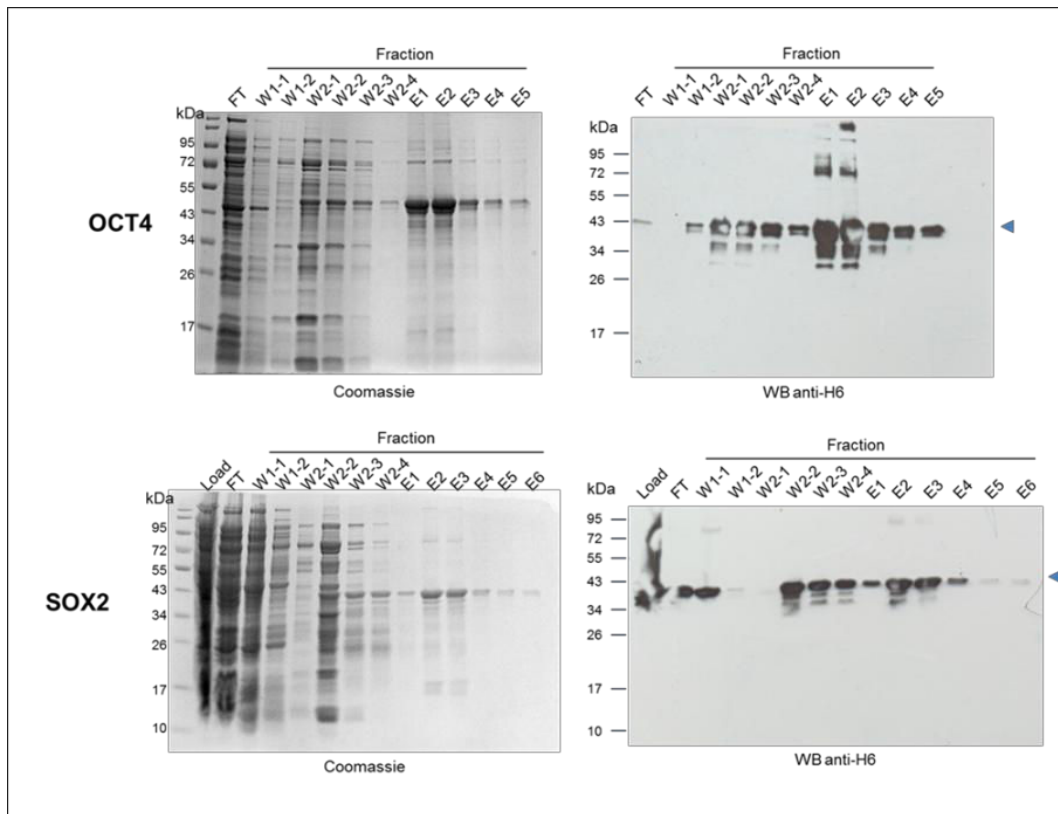 Fraction
FT W1-1 W1-2 W2-1 W2-2 W2-3 W2-4 E1 E2 E3 E4 E5
kDa
95
72
55
43
34
26
17
Coomassie
OCT4
Fraction
FT W1-1 W1-2 W2-1 W2-2 W2-3 W2-4 E1 E2 E3 E4 E5
kDa
95
72
55
43
34
26
17
WB anti-H6
Fraction
Load FT W1-1 W1-2 W2-1 W2-2 W2-3 W2-4 E1 E2 E3 E4 E5 E6
kDa
95
72
55
43
34
26
17
10
Coomassie
SOX2
Fraction
Load FT W1-1 W1-2 W2-1 W2-2 W2-3 W2-4 E1 E2 E3 E4 E5 E6
kDa
95
72
55
43
34
26
17
10
WB anti-H6